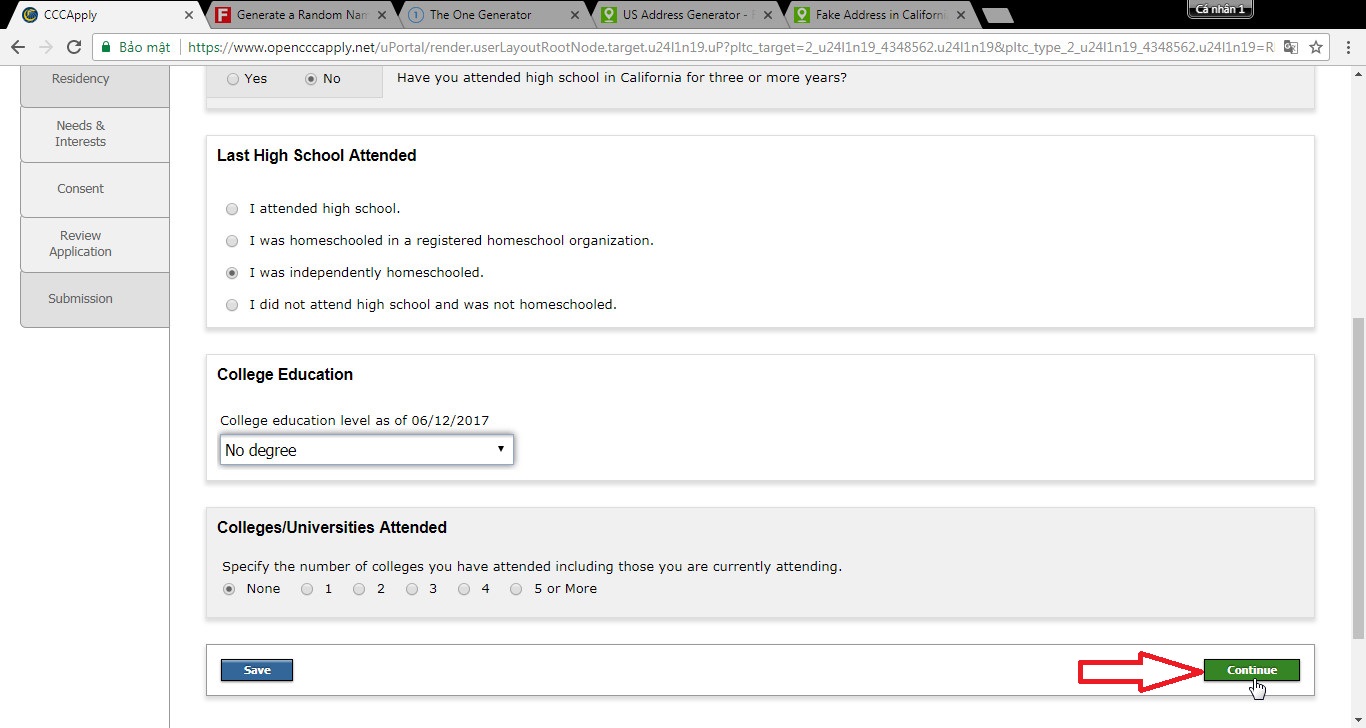 CCCApply
Generate a Random Nam
The One Generator
US Address Generator - F
Fake Address in Californi
Cá nhân 1
Bảo mật
https://www.openccapply.net/uPortal/render.userLayoutRootNode.target.u24l1n19.uP?pltc_target=2_u24l1n19_4348562.u24l1n19&pltc_type_2_u24l1n19_4348562.u24l1n19=R
Residency
Yes No Have you attended high school in California for three or more years?
Needs &
Interests
Consent
Review
Application
Submission
Last High School Attended
I attended high school.
I was homeschooled in a registered homeschool organization.
I was independently homeschooled.
I did not attend high school and was not homeschooled.
College Education
College education level as of 06/12/2017
No degree
Colleges/Universities Attended
Specify the number of colleges you have attended including those you are currently attending.
None 1 2 3 4 5 or More
Save
Continue